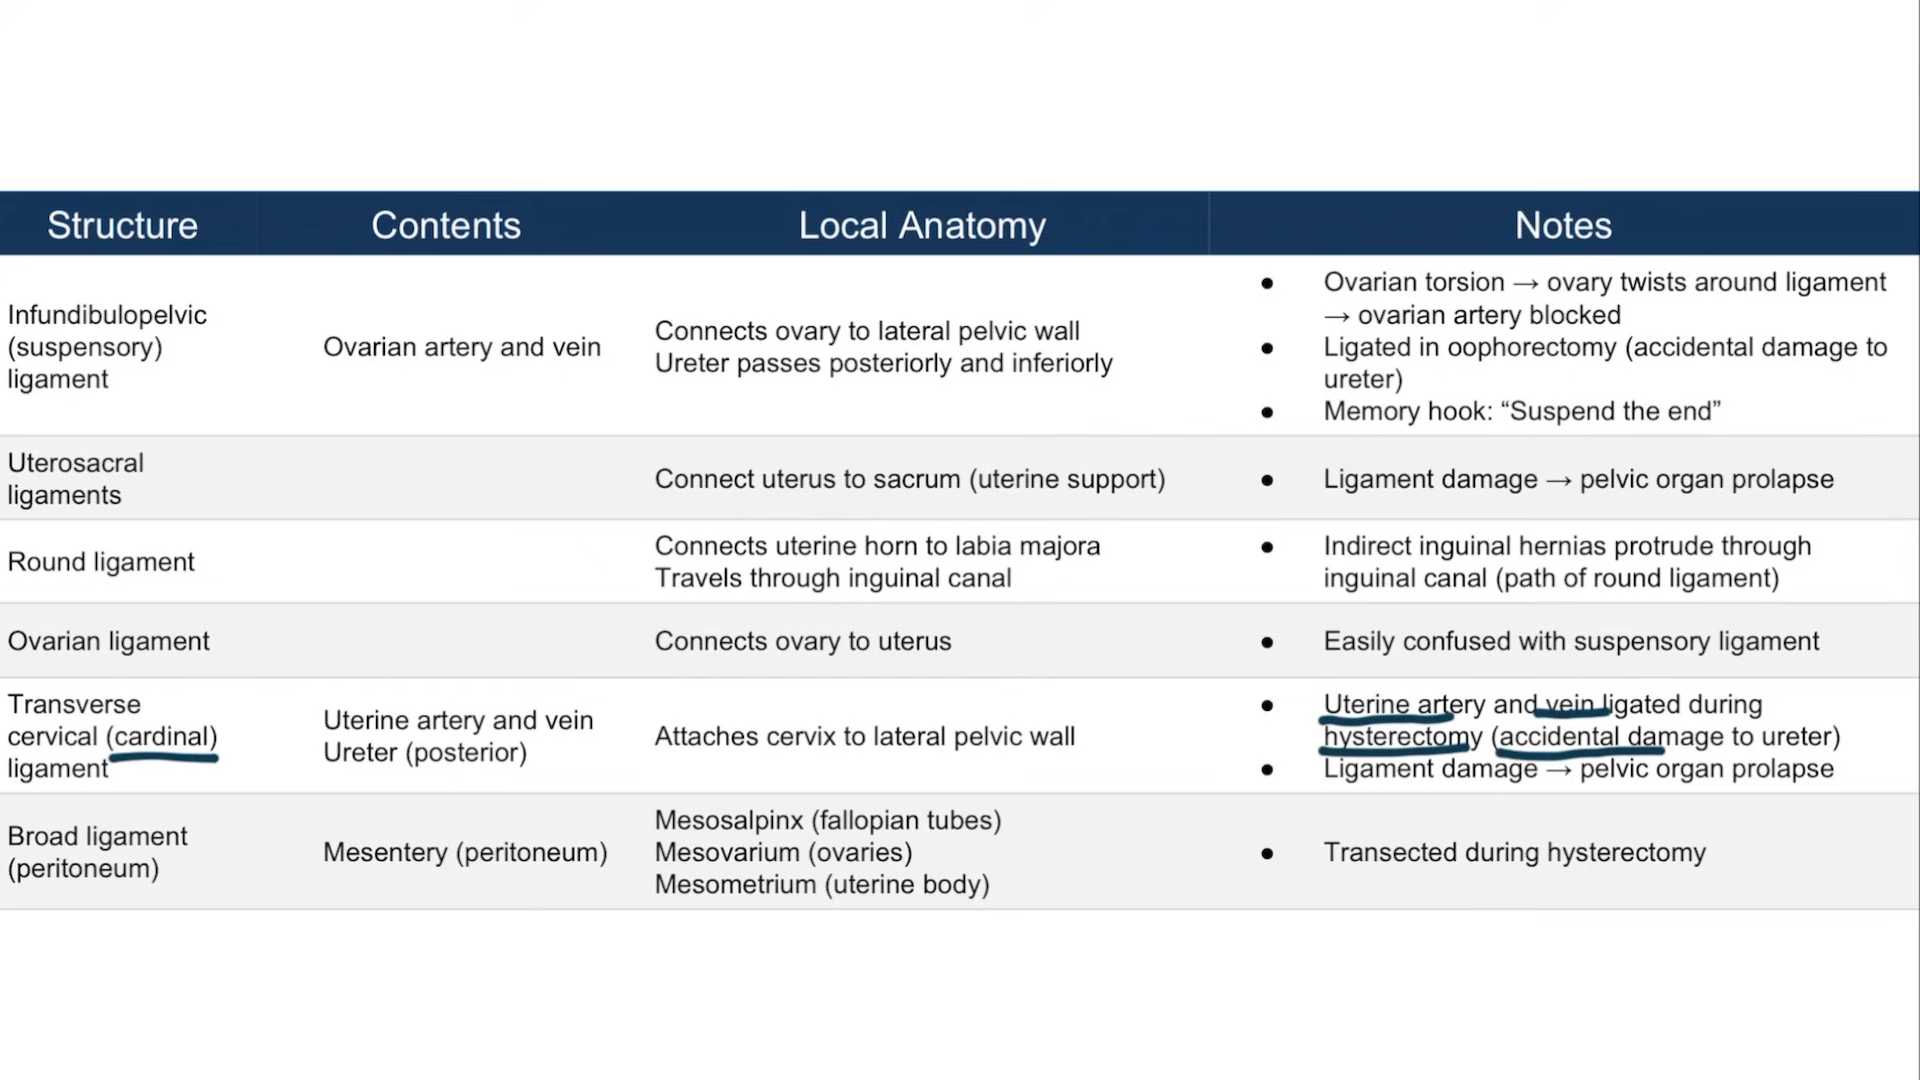 Structure Contents Local Anatomy Notes
Infundibulopelvic
(suspensory)
ligament
Ovarian artery and vein
Connects ovary to lateral pelvic wall
Ureter passes posteriorly and inferiorly
● Ovarian torsion → ovary twists around ligament
→ ovarian artery blocked
● Ligated in oophorectomy (accidental damage to
ureter)
● Memory hook: “Suspend the end”
Uterosacral
ligaments
Connect uterus to sacrum (uterine support)
● Ligament damage → pelvic organ prolapse
Round ligament
Connects uterine horn to labia majora
Travels through inguinal canal
● Indirect inguinal hernias protrude through
inguinal canal (path of round ligament)
Ovarian ligament
Connects ovary to uterus
● Easily confused with suspensory ligament
Transverse
cervical (cardinal)
ligament
Uterine artery and vein
Ureter (posterior)
Attaches cervix to lateral pelvic wall
● Uterine artery and vein ligated during
hysterectomy (accidental damage to ureter)
● Ligament damage → pelvic organ prolapse
Broad ligament
(peritoneum)
Mesentery (peritoneum)
Mesosalpinx (fallopian tubes)
Mesovarium (ovaries)
Mesometrium (uterine body)
● Transected during hysterectomy